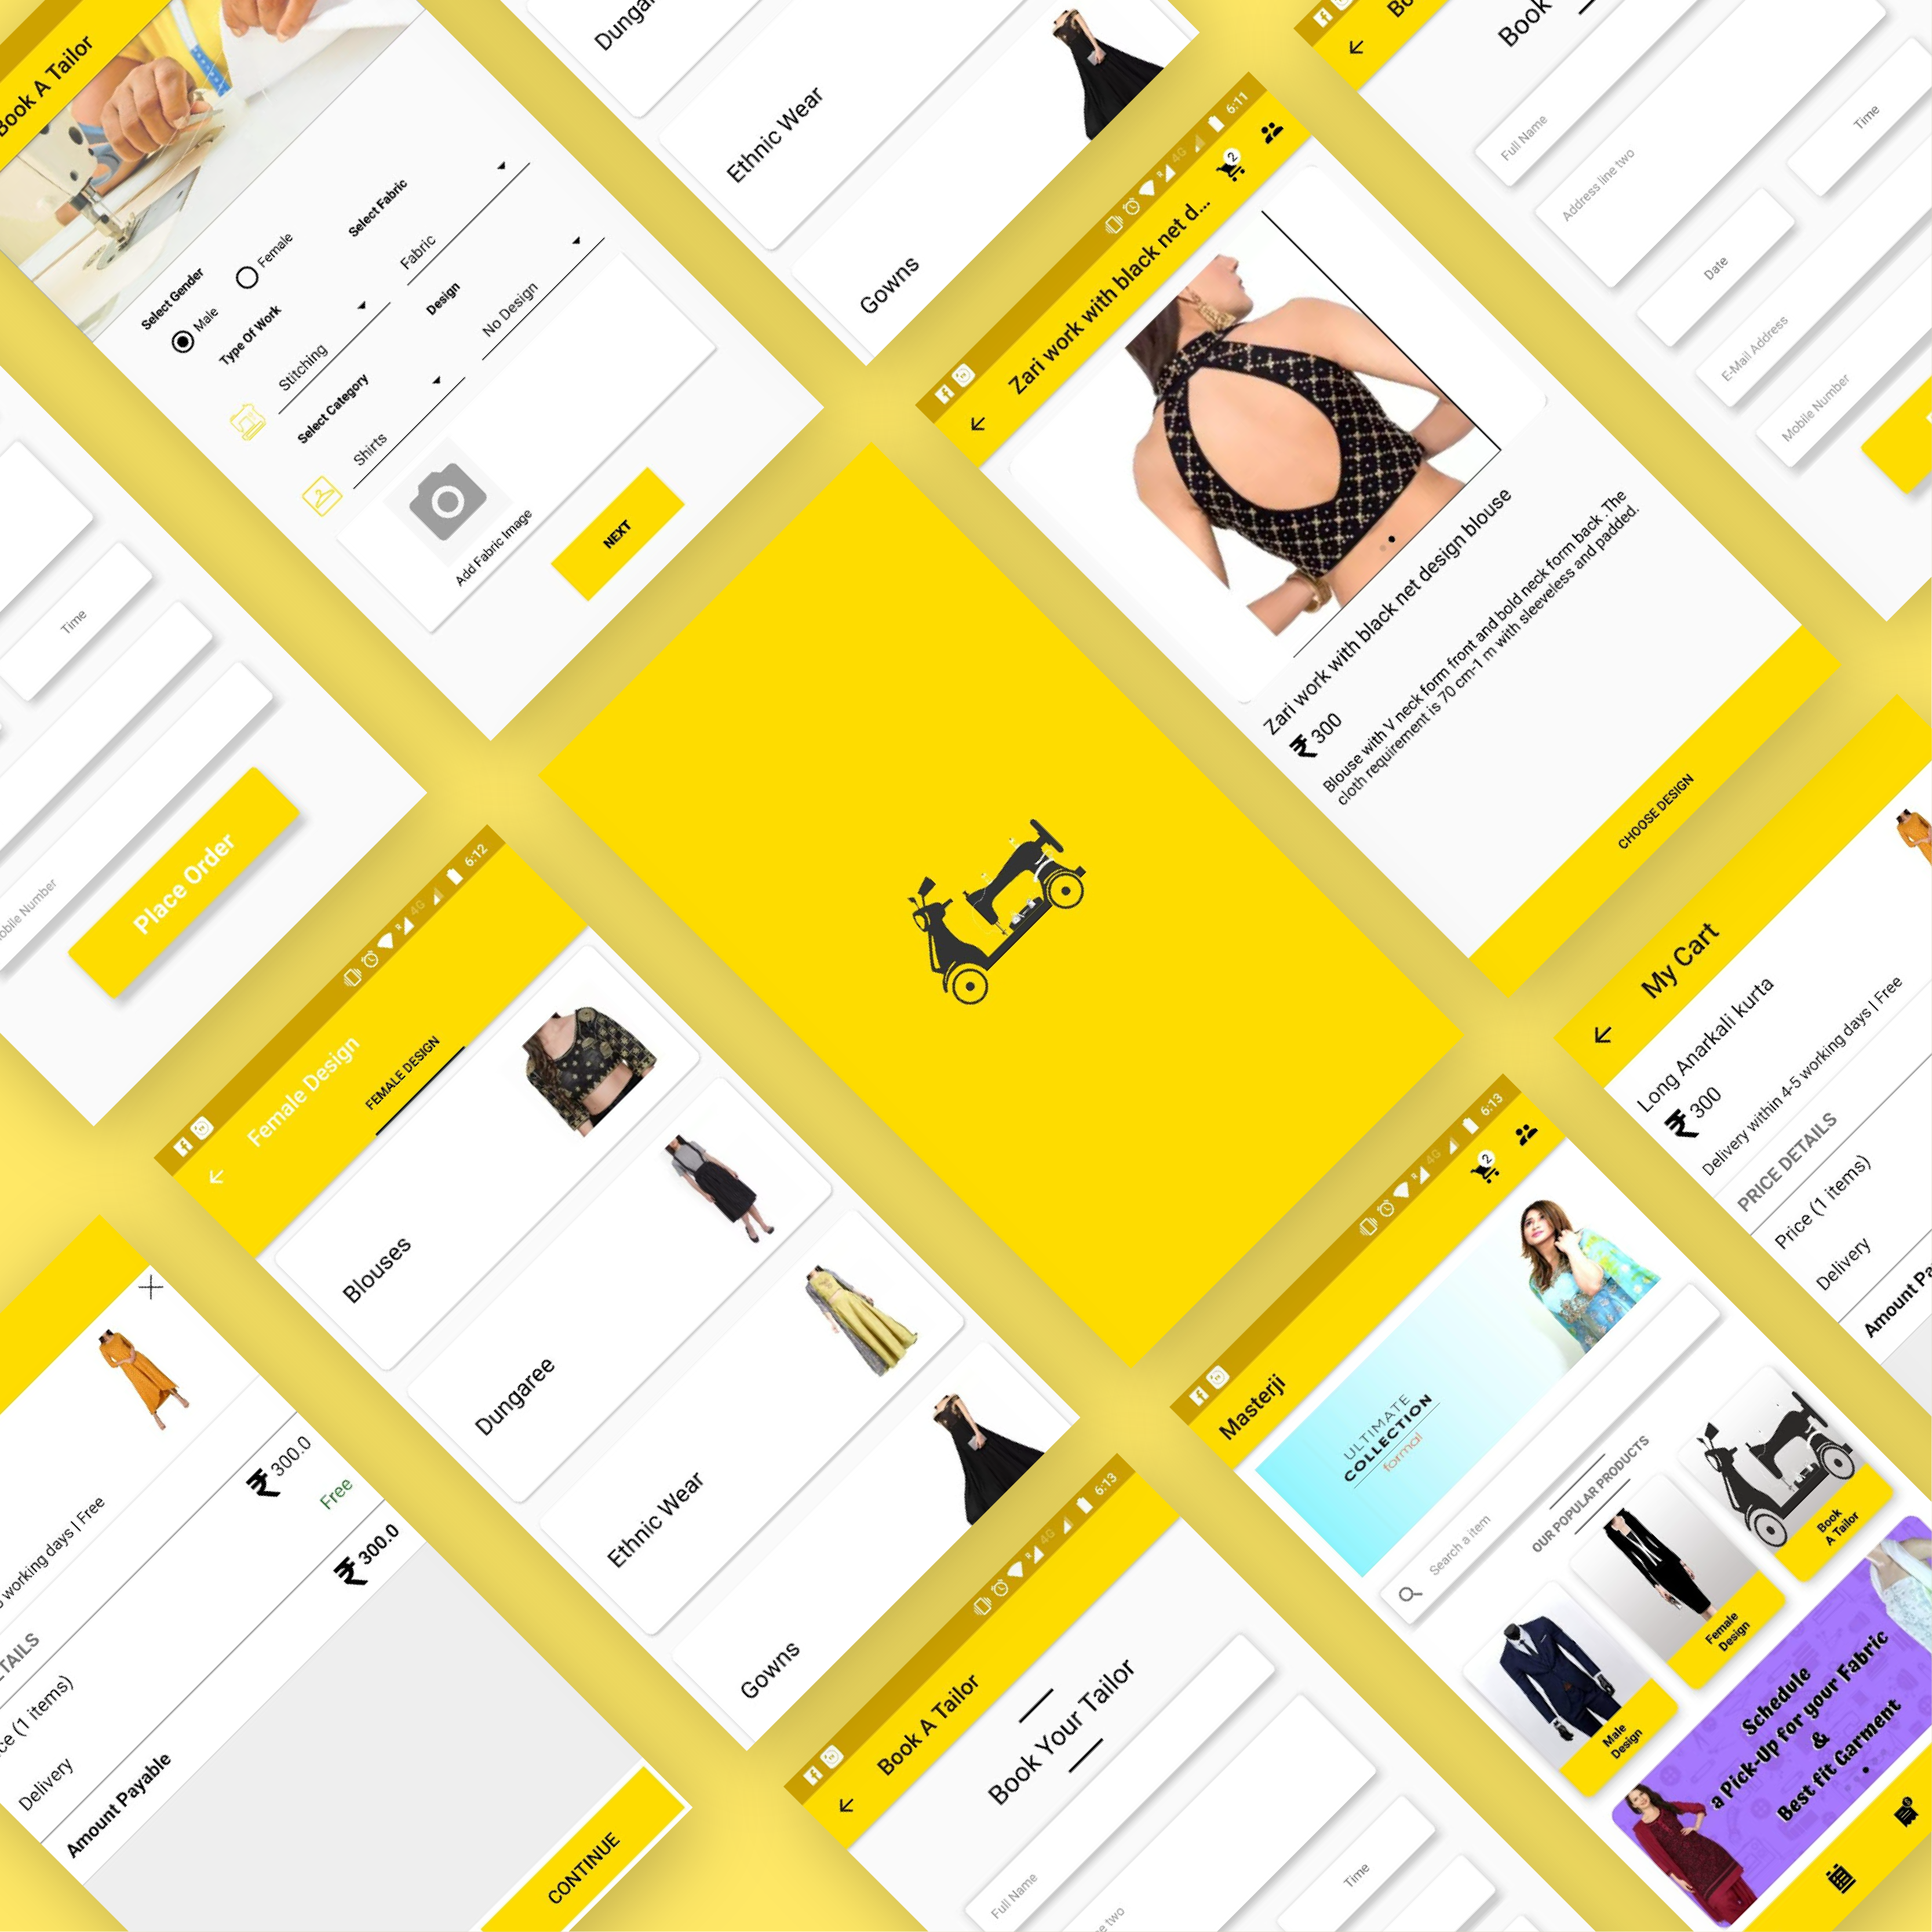 Book A Tailor
Select Gender
Male
Female
Type Of Work
Stitching
Select Fabric
Fabric
Select Category
Shirts
Design
No Design
Add Fabric Image
NEXT
Ethnic Wear
Gowns
6:11
4G
R
2
Zari work with black net d...
Zari work with black net design blouse
₹ 300
Blouse with V neck form front and bold neck form back .The
cloth requirement is 70 cm-1 m with sleeveless and padded.
CHOOSE DESIGN
Book
Full Name
Address line two
Date
Time
E-Mail Address
Mobile Number
Time
Place Order
6:12
4G
R
Female Design
FEMALE DESIGN
Blouses
Dungaree
Ethnic Wear
Gowns
My Cart
Long Anarkali kurta
₹ 300
Delivery within 4-5 working days | Free
PRICE DETAILS
Price (1 items)
Delivery
6:13
4G
R
2
Masterji
ULTIMATE
COLLECTION
formal
Search a item
OUR POPULAR PRODUCTS
Male
Design
Female
Design
Book
A Tailor
Schedule
a Pick-Up for your Fabric
&
Best fit Garment
working days | Free
₹ 300.0
(1 items)
Delivery
Free
Amount Payable
₹ 300.0
CONTINUE
6:13
4G
R
Book A Tailor
Book Your Tailor
Full Name
two
Time